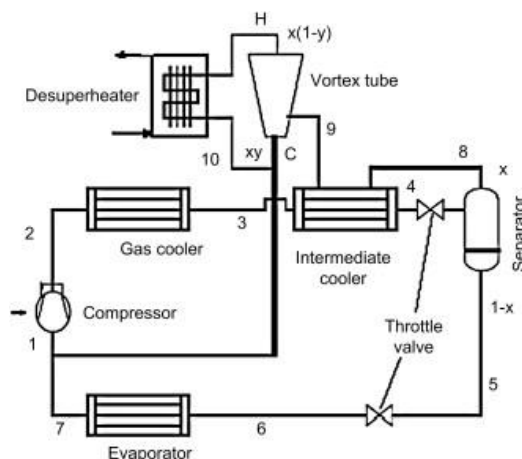 H
x(1-y)
Desuperheater
Vortex tube
9
10
xy
C
8
x
2
3
4
Gas cooler
Intermediate
cooler
Separator
Compressor
1-x
1
Throttle
valve
5
7
6
Evaporator